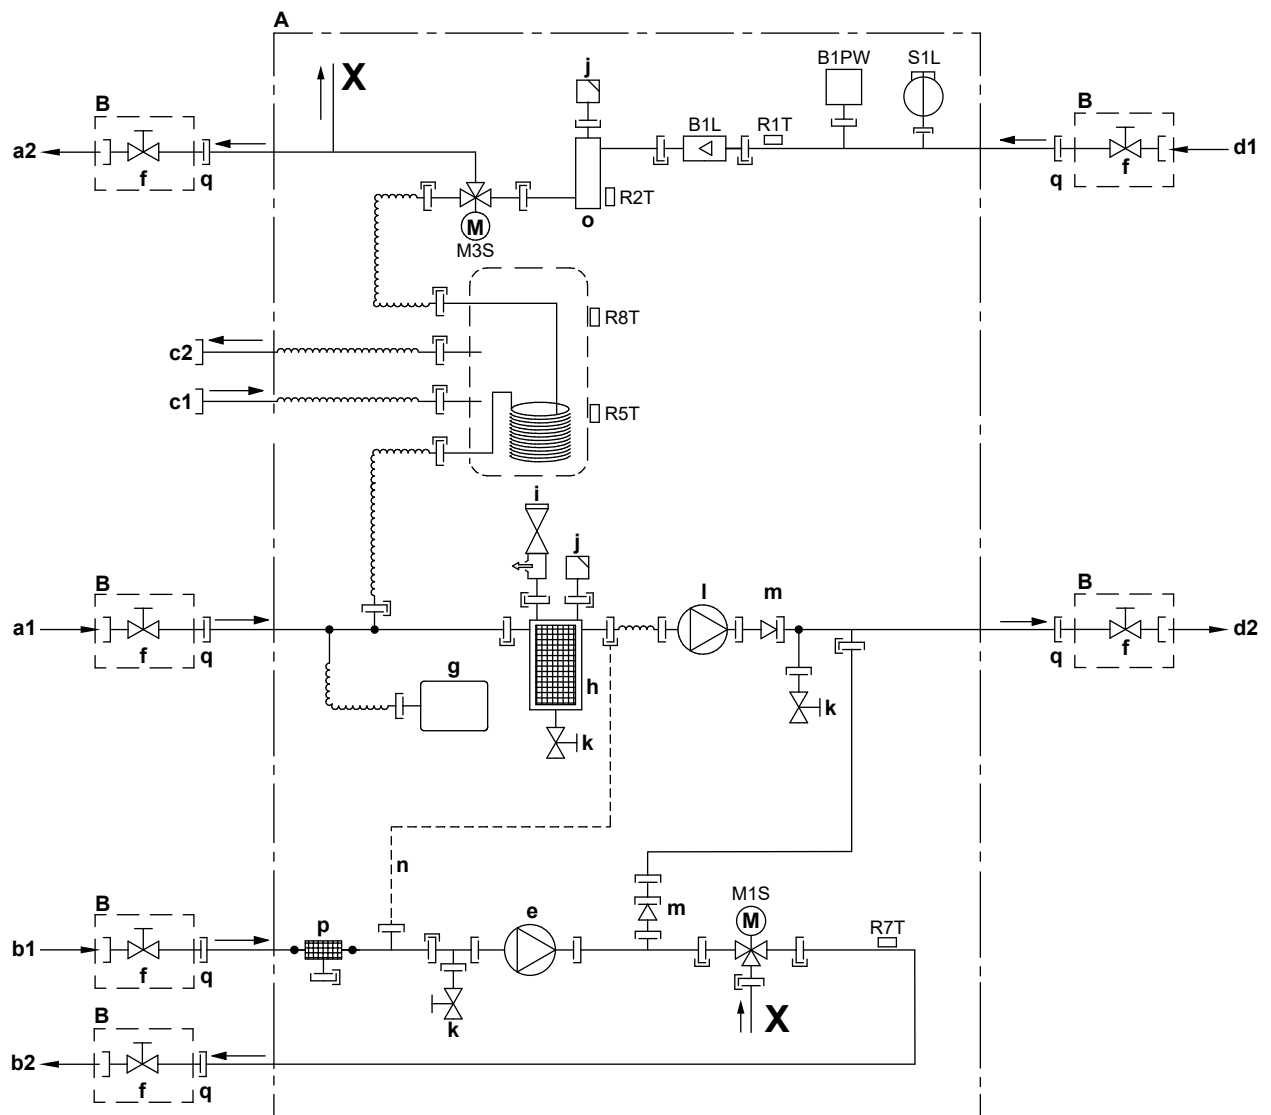 A
X
j
B1PW
S1L
B
B
B1L
R1T
a2
d1
f
q
q
f
R2T
M
o
M3S
R8T
c2
c1
R5T
i
j
B
l
m
B
a1
d2
f
q
q
f
g
h
k
k
n
B
p
e
m
M1S
M
R7T
b1
f
q
k
X
B
b2
f
q